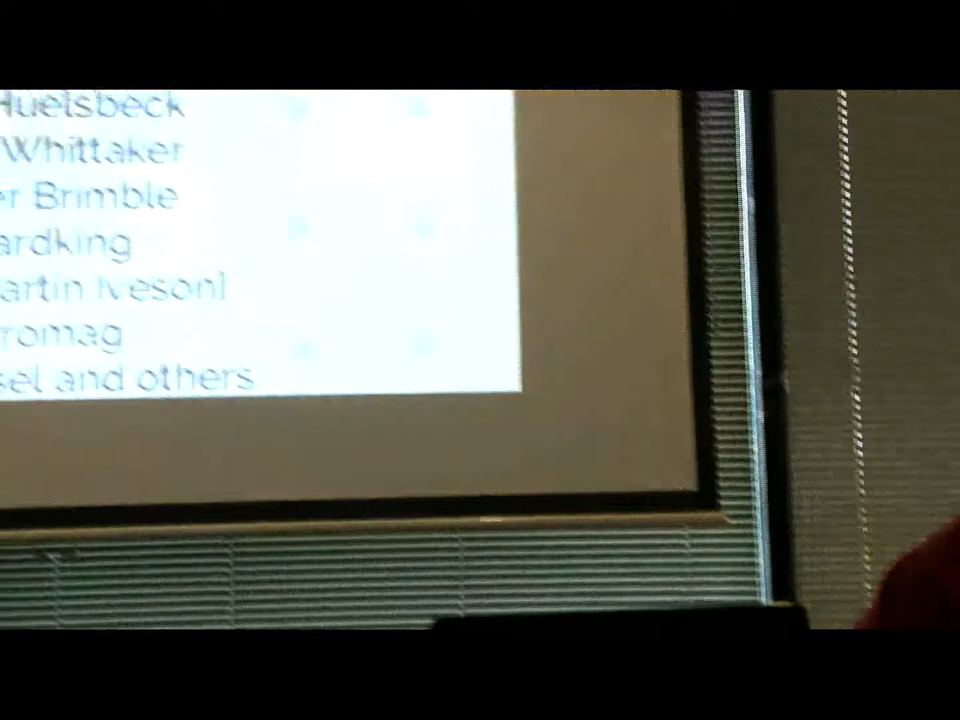 Huelsbeck
Whittaker
er Brimble
ardking
artin Iveson)
romag
sel and others